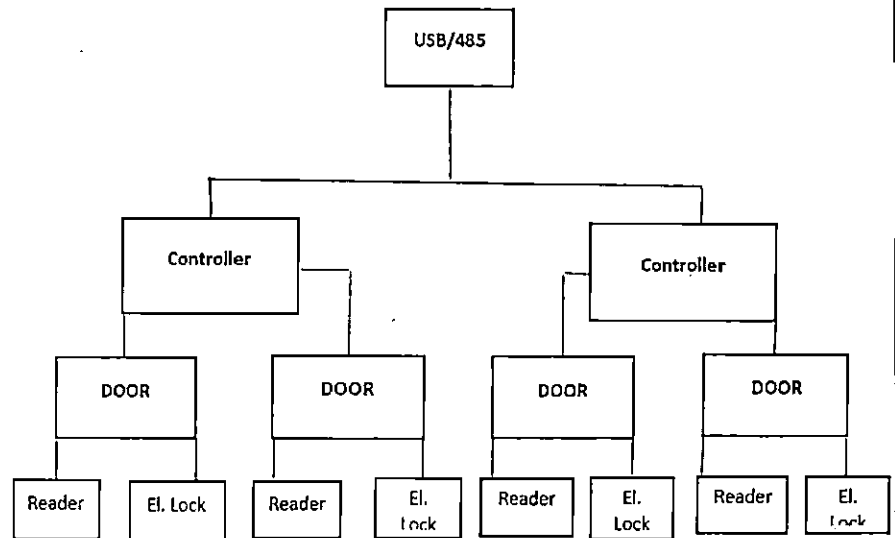 USB/485
Controller
Controller
DOOR
DOOR
DOOR
DOOR
Reader
El. Lock
Reader
El.
Lock
Reader
El.
Lock
Reader
El.
Lock